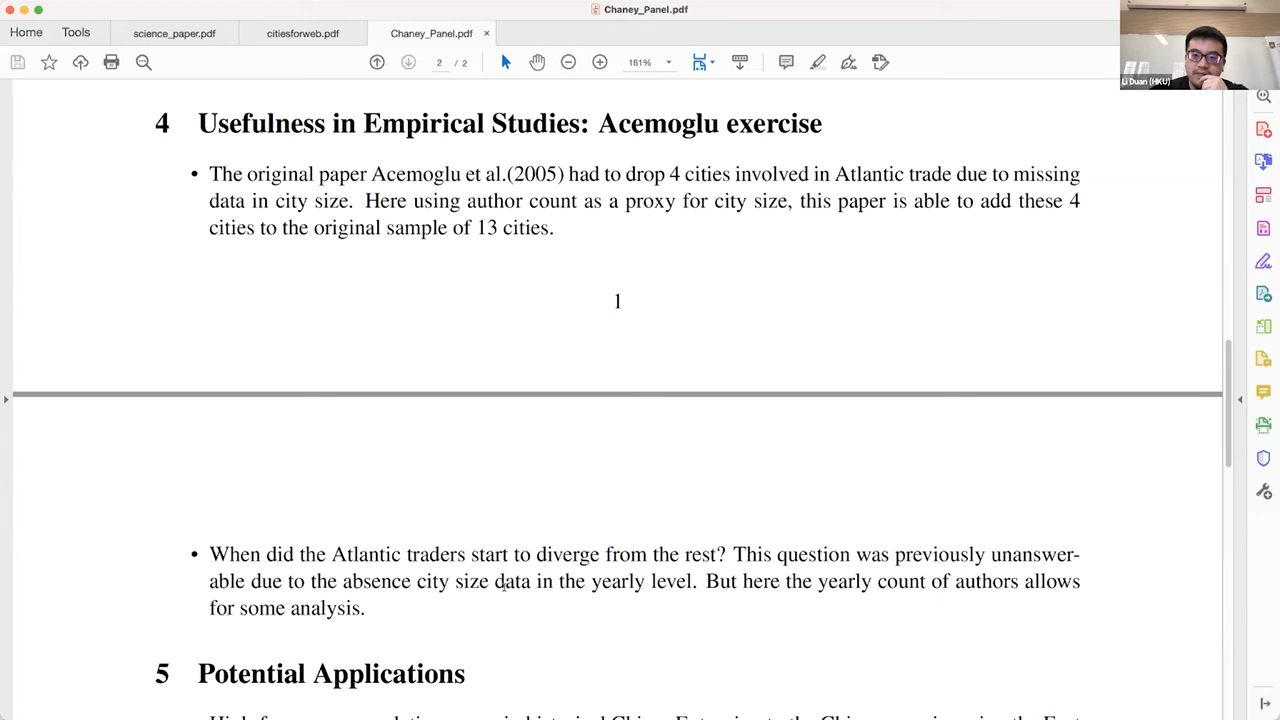 Chaney_Panel.pdf
Home Tools science_paper.pdf citiesforweb.pdf Chaney_Panel.pdf ×
2 / 2 181%
Li Duan (HKU)
4 Usefulness in Empirical Studies: Acemoglu exercise
• The original paper Acemoglu et al.(2005) had to drop 4 cities involved in Atlantic trade due to missing
data in city size. Here using author count as a proxy for city size, this paper is able to add these 4
cities to the original sample of 13 cities.
1
• When did the Atlantic traders start to diverge from the rest? This question was previously unanswer-
able due to the absence city size data in the yearly level. But here the yearly count of authors allows
for some analysis.
5 Potential Applications